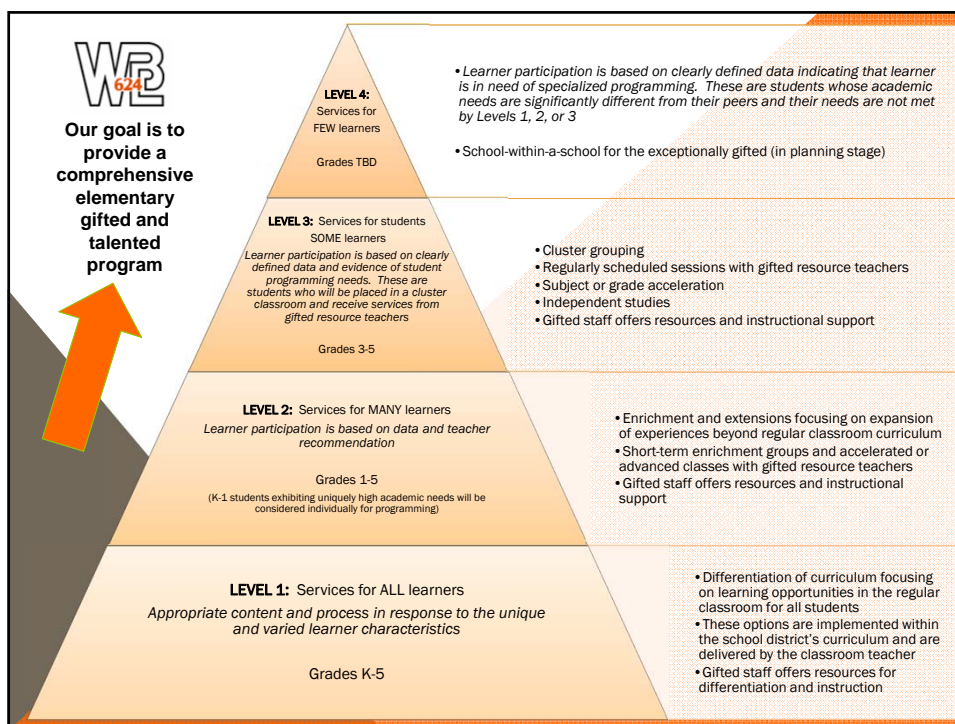 WBL
624
Our goal is to
provide a
comprehensive
elementary
gifted and
talented
program
LEVEL 4:
Services for
FEW learners
Grades TBD
•Learner participation is based on clearly defined data indicating that learner
is in need of specialized programming. These are students whose academic
needs are significantly different from their peers and their needs are not met
by Levels 1, 2, or 3
•School-within-a-school for the exceptionally gifted (in planning stage)
LEVEL 3: Services for students
SOME learners
Learner participation is based on clearly
defined data and evidence of student
programming needs. These are
students who will be placed in a cluster
classroom and receive services from
gifted resource teachers
Grades 3-5
•Cluster grouping
•Regularly scheduled sessions with gifted resource teachers
•Subject or grade acceleration
•Independent studies
•Gifted staff offers resources and instructional support
LEVEL 2: Services for MANY learners
Learner participation is based on data and teacher
recommendation
Grades 1-5
(K-1 students exhibiting uniquely high academic needs will be
considered individually for programming)
•Enrichment and extensions focusing on expansion
of experiences beyond regular classroom curriculum
•Short-term enrichment groups and accelerated or
advanced classes with gifted resource teachers
•Gifted staff offers resources and instructional
support
LEVEL 1: Services for ALL learners
Appropriate content and process in response to the unique
and varied learner characteristics
Grades K-5
•Differentiation of curriculum focusing
on learning opportunities in the regular
classroom for all students
•These options are implemented within
the school district's curriculum and are
delivered by the classroom teacher
•Gifted staff offers resources for
differentiation and instruction